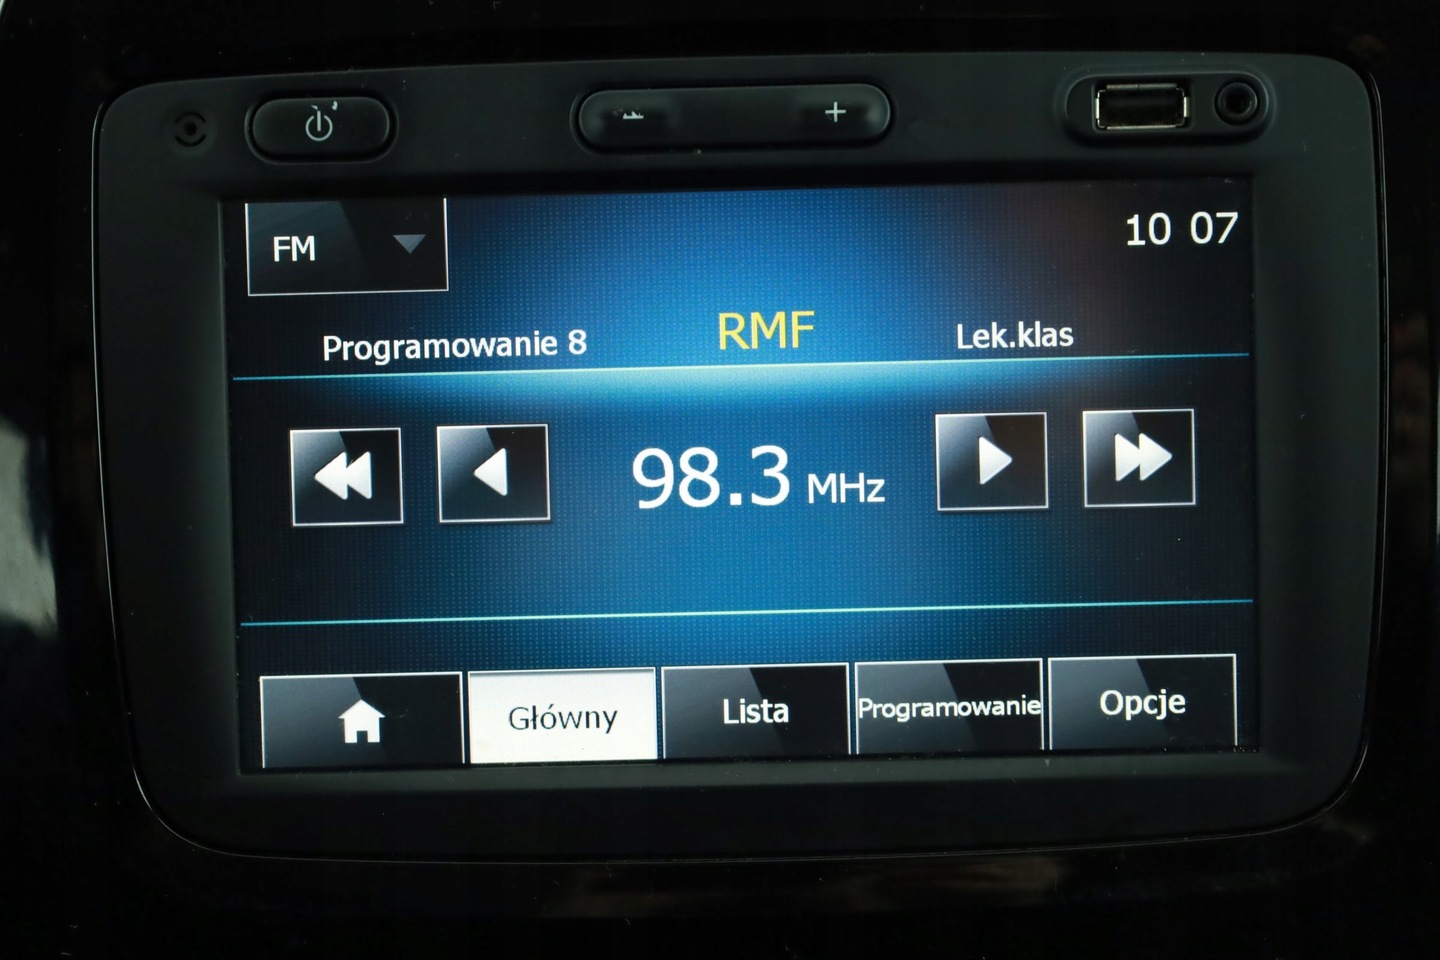 FM
10 07
Programowanie 8
RMF
Lek.klas
98.3 MHz
Główny
Lista
Programowanie
Opcje